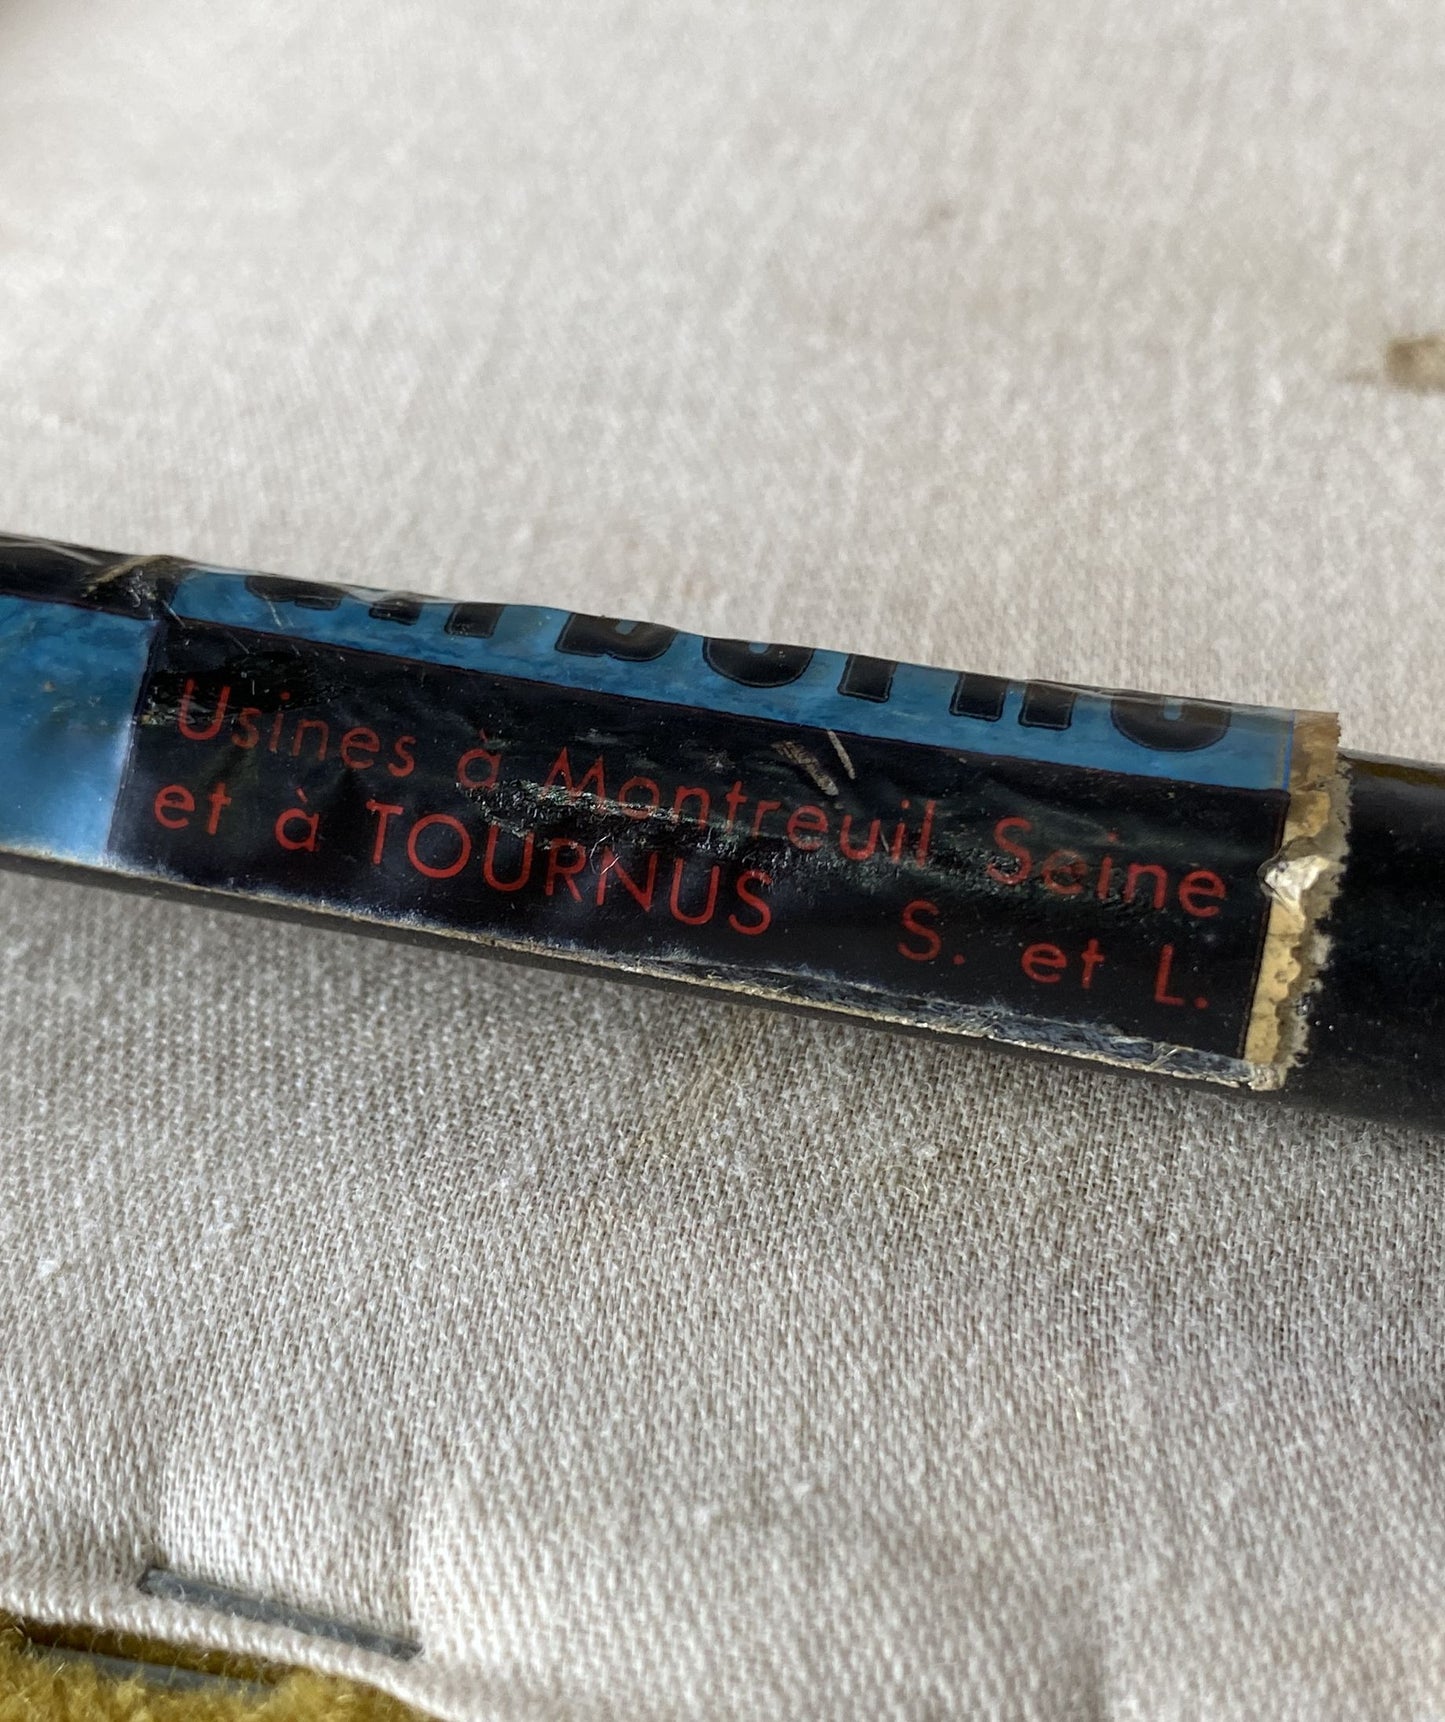 Usines à Montreuil Seine
et à TOURNUS S. et L.